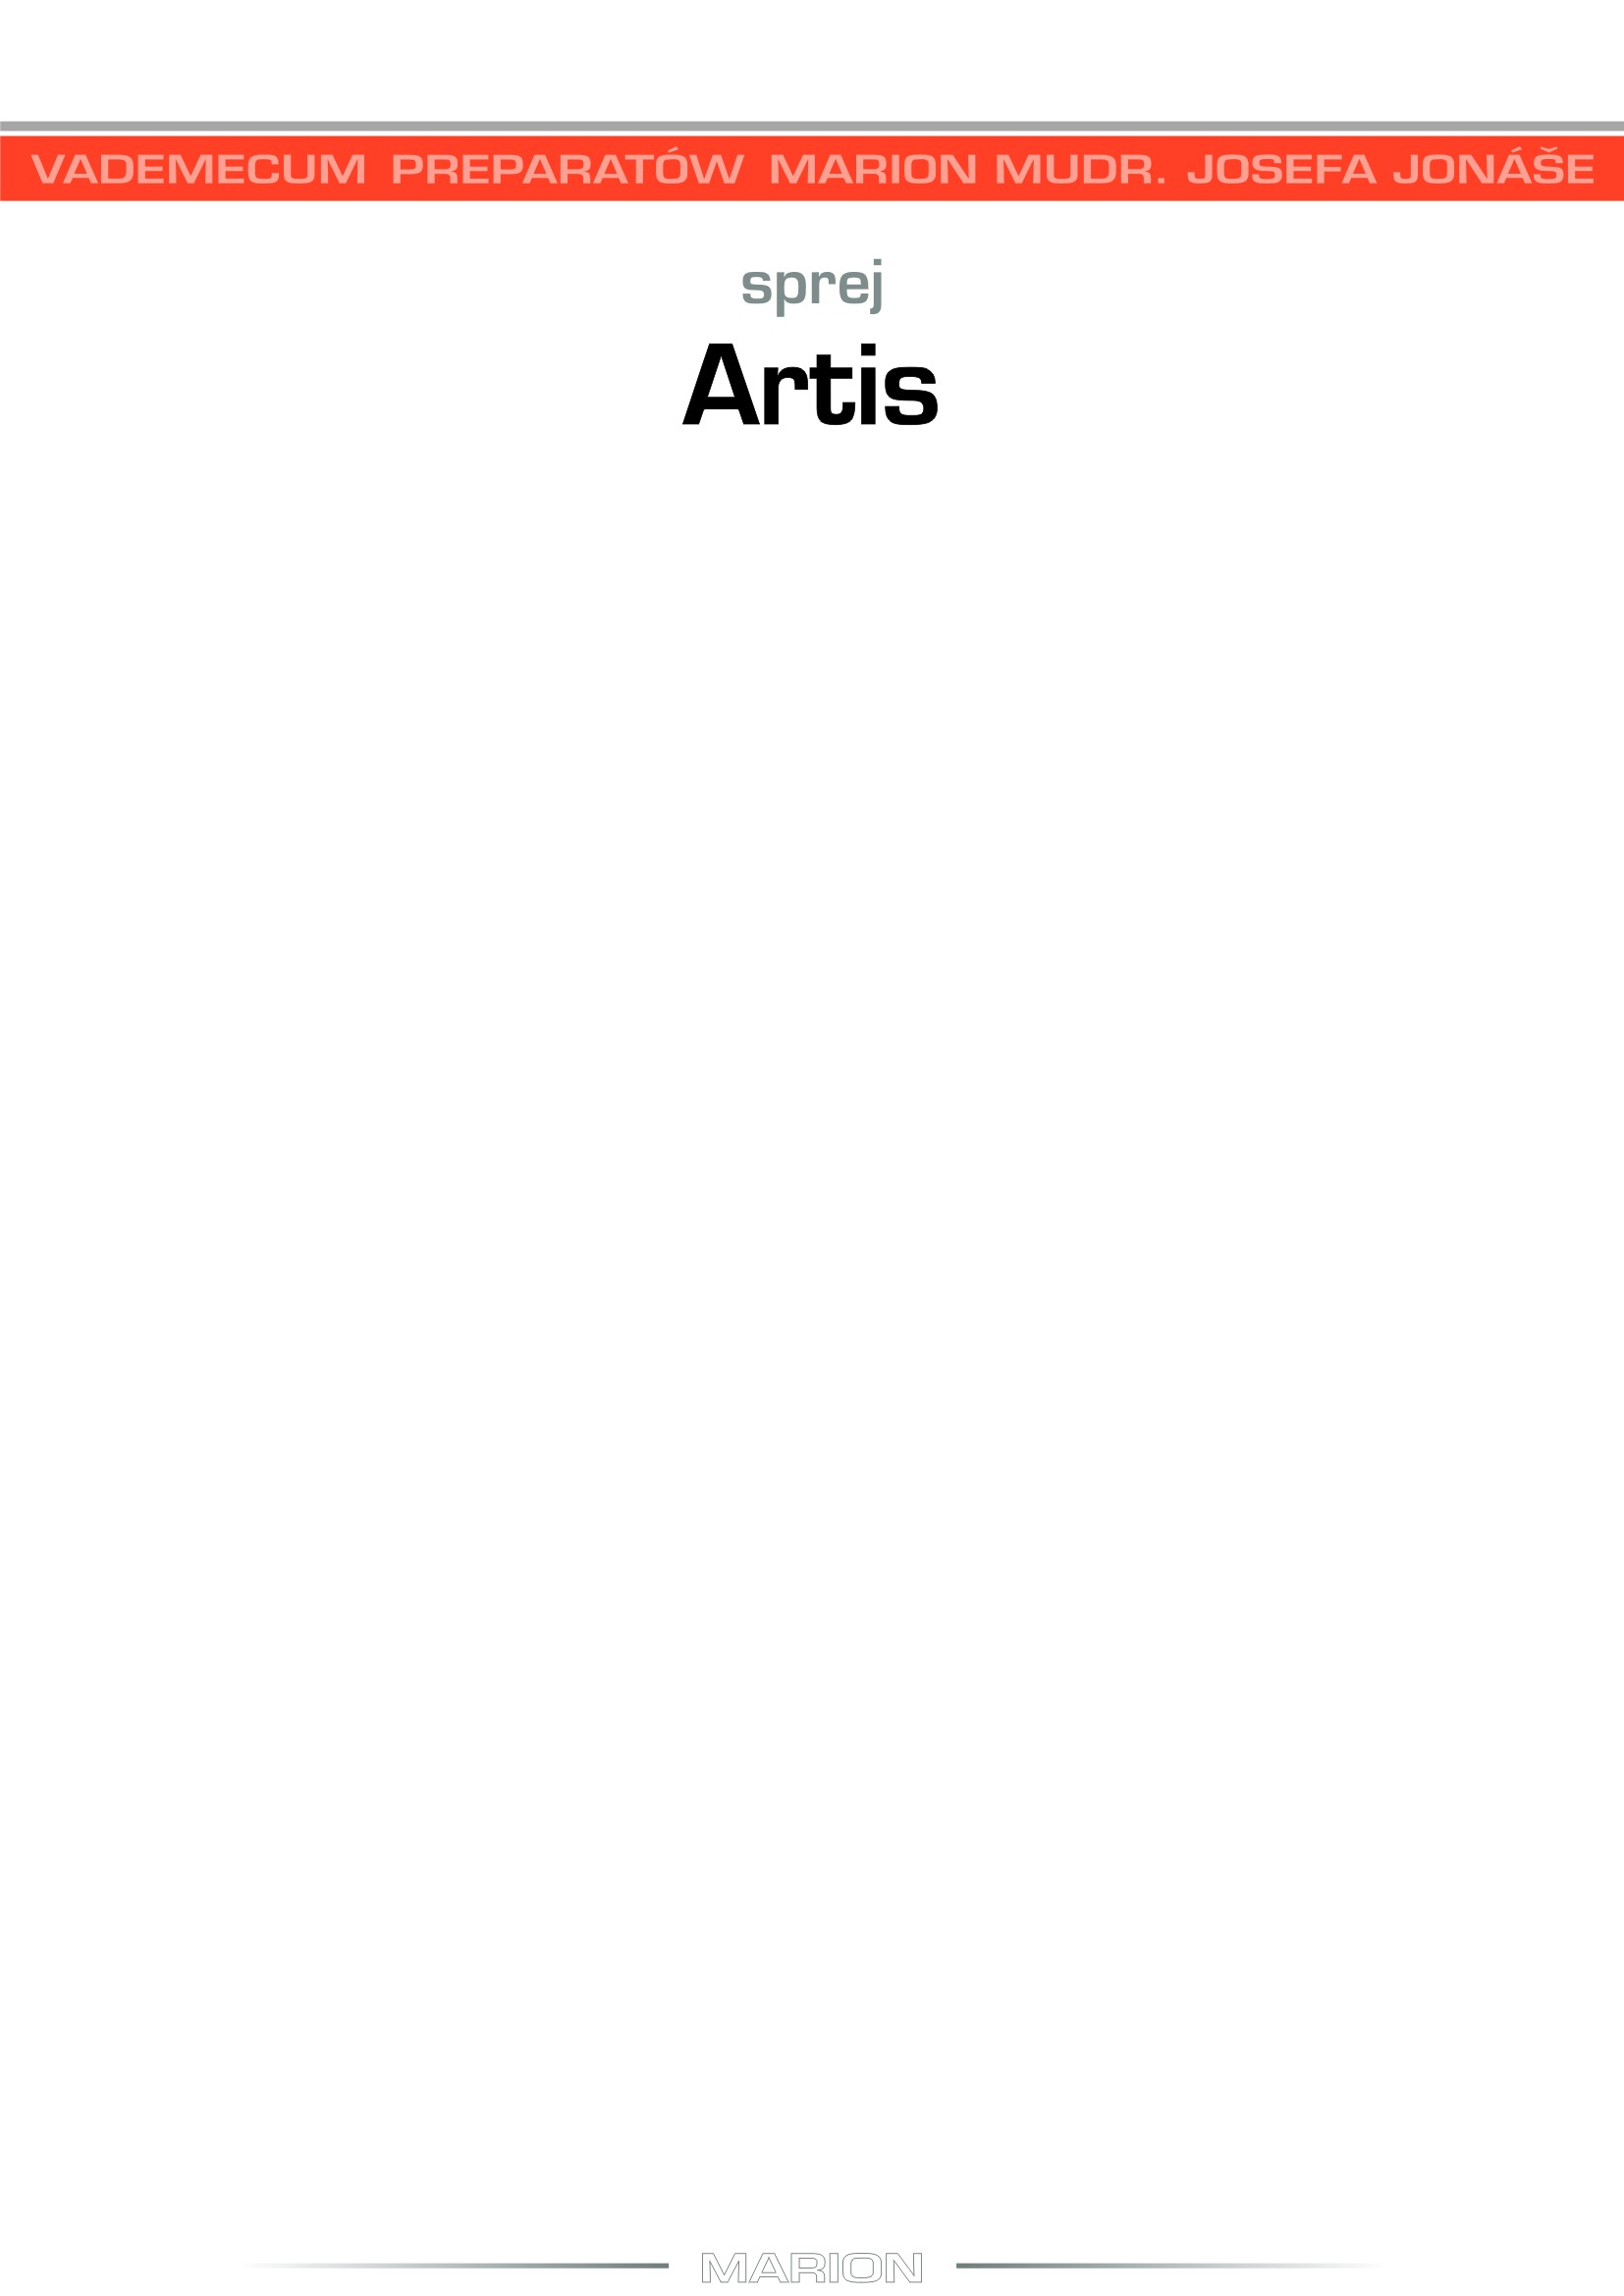 VADEMECUM PREPARATÓW MARION MUDR. JOSEFA JONÁŠE
sprej
Artis
MARION